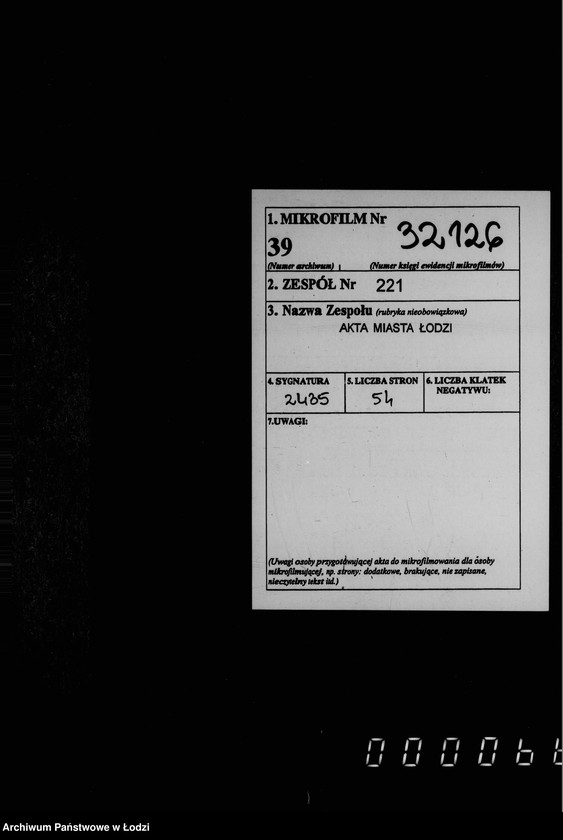 1. MIKROFILM Nr
32126
39
(Numer archiwum) (Numer księgi ewidencji mikrofilmów)
2. ZESPÓŁ Nr 221
3. Nazwa Zespołu (rubryka nieobowiązkowa)
AKTA MIASTA ŁODZI
4. SYGNATURA 5. LICZBA STRON 6. LICZBA KLATEK
NEGATYWU:
2435 54
7.UWAGI:
(Uwagi osoby przygotowującej akta do mikrofilmowania dla osoby
mikrofilmującej, np. strony: dodatkowe, brakujące, nie zapisane,
nieczytelny tekst itd.)
Archiwum Państwowe w Łodzi